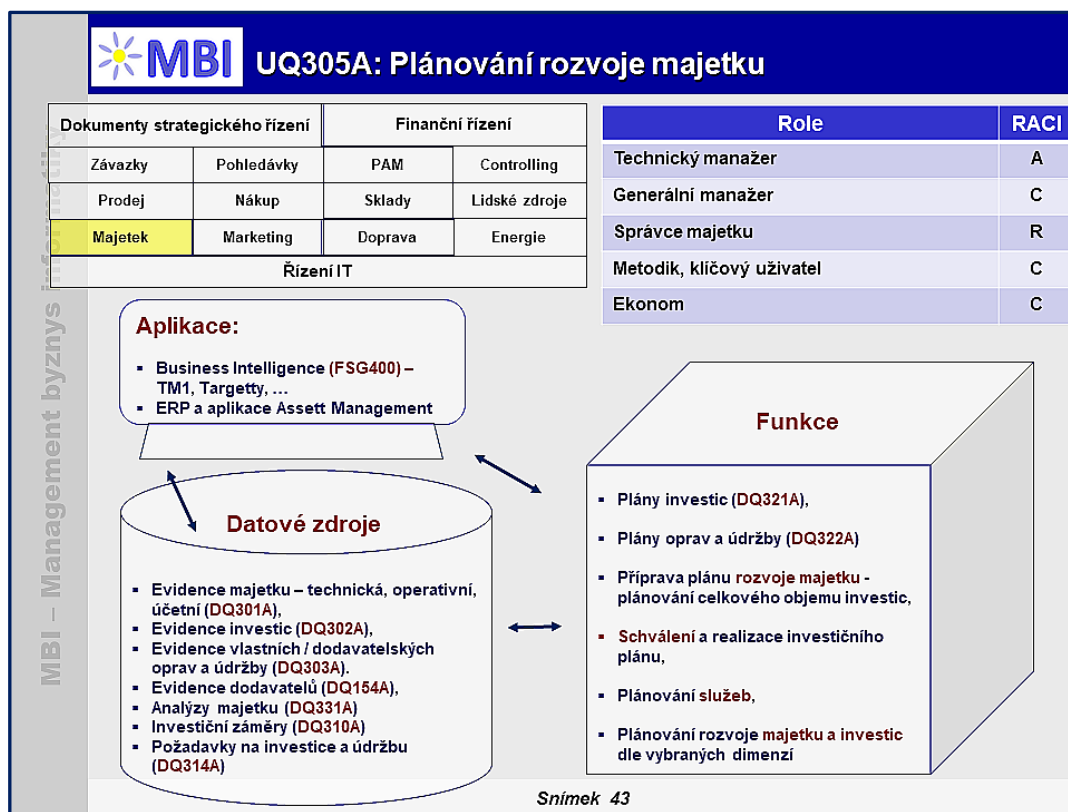 MBI
UQ305A: Plánování rozvoje majetku
MBI – Management byznys informatiky
Dokumenty strategického řízení
Finanční řízení
Závazky
Pohledávky
PAM
Controlling
Prodej
Nákup
Sklady
Lidské zdroje
Majetek
Marketing
Doprava
Energie
Řízení IT
Role RACI
Technický manažer A
Generální manažer C
Správce majetku R
Metodik, klíčový uživatel C
Ekonom C
Aplikace:
▪ Business Intelligence (FSG400) –
TM1, Targetty, ...
▪ ERP a aplikace Assett Management
Datové zdroje
▪ Evidence majetku – technická, operativní,
účetní (DQ301A),
▪ Evidence investic (DQ302A),
▪ Evidence vlastních / dodavatelských
oprav a údržby (DQ303A).
▪ Evidence dodavatelů (DQ154A),
▪ Analýzy majetku (DQ331A)
▪ Investiční záměry (DQ310A)
▪ Požadavky na investice a údržbu
(DQ314A)
Funkce
▪ Plány investic (DQ321A),
▪ Plány oprav a údržby (DQ322A)
▪ Příprava plánu rozvoje majetku -
plánování celkového objemu investic,
▪ Schválení a realizace investičního
plánu,
▪ Plánování služeb,
▪ Plánování rozvoje majetku a investic
dle vybraných dimenzí
Snímek 43